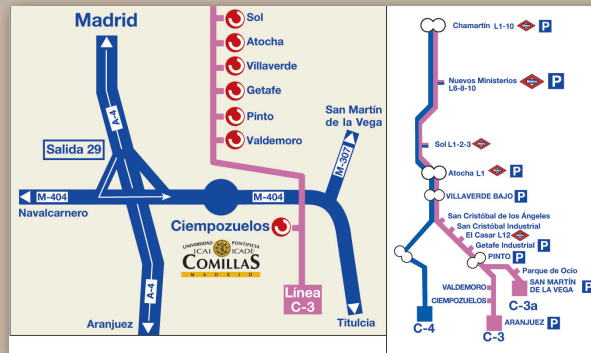 Madrid
A-4
Salida 29
M-404
Navalcarnero
A-4
Aranjuez
Sol
Atocha
Villaverde
Getafe
Pinto
Valdemoro
San Martín
de la Vega
M-307
M-404
Ciempozuelos
UNIVERSIDAD PONTIFICIA
ICAI ICADE
COMILLAS
MADRID
Línea
C-3
Titulcia
Chamartín L1-10 P
Nuevos Ministerios P
L6-8-10
Sol L1-2-3
Atocha L1 P
VILLAVERDE BAJO P
San Cristóbal de los Ángeles
San Cristóbal Industrial
El Casar L12
Getafe Industrial P
PINTO P
Parque de Ocio
SAN MARTÍN
DE LA VEGA P
VALDEMORO
CIEMPOZUELOS
C-3a
C-4
C-3
ARANJUEZ P